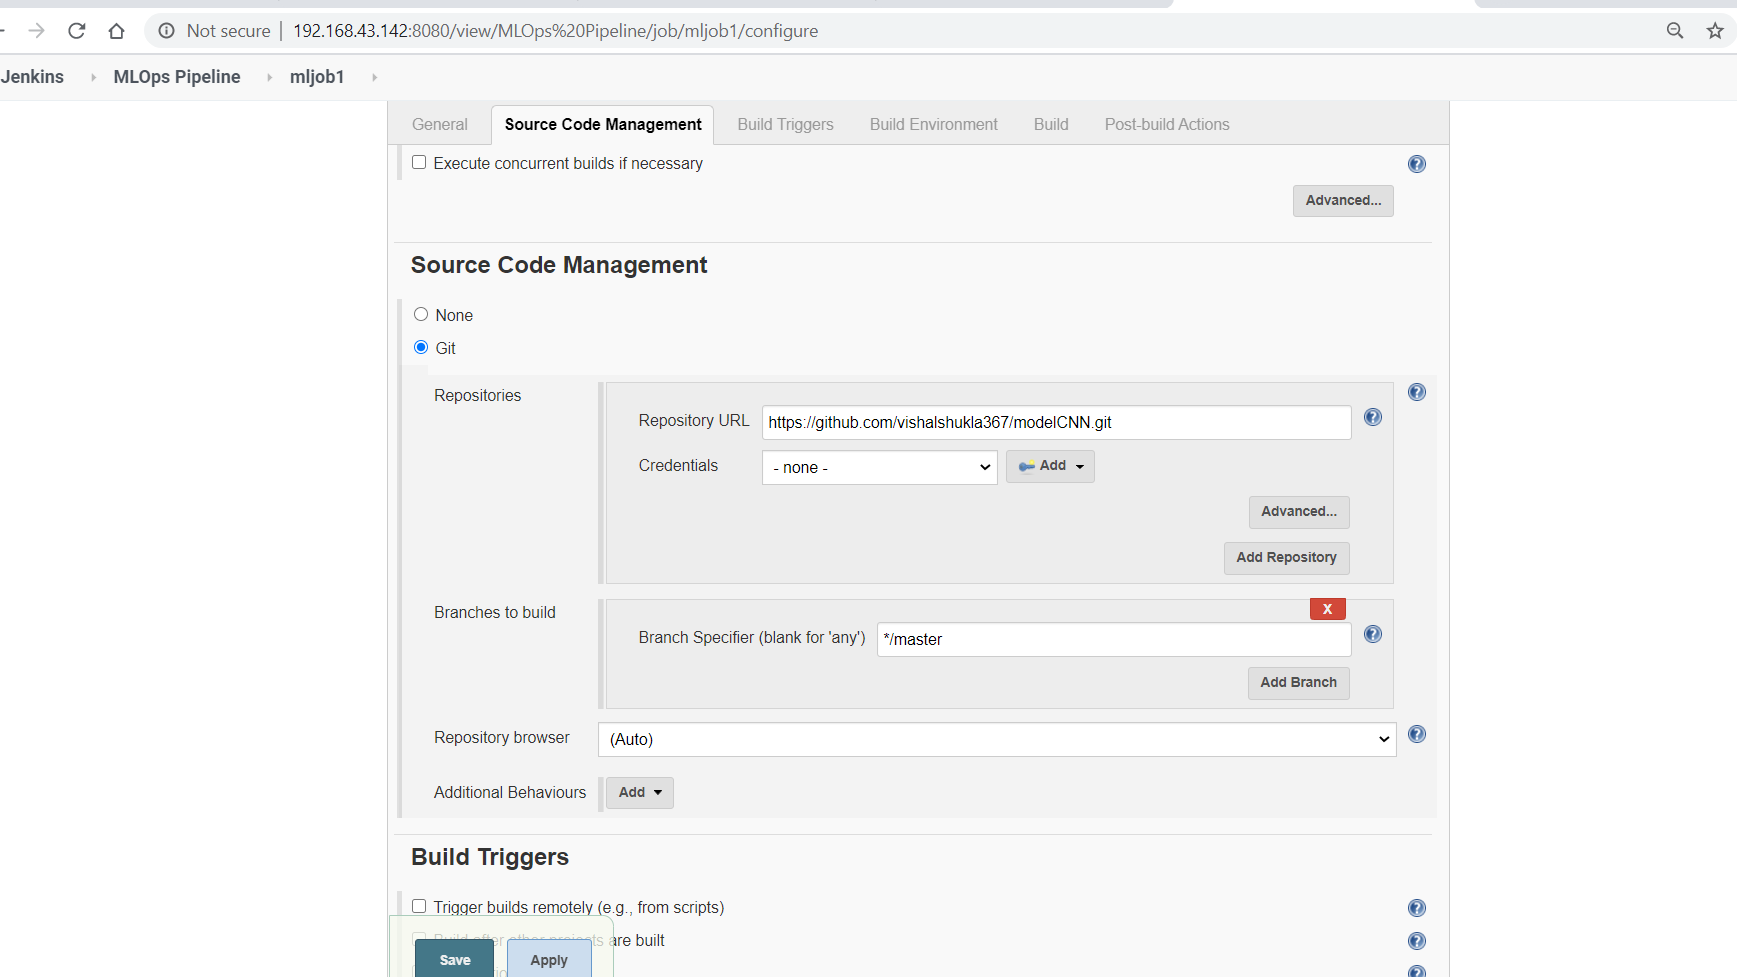 Not secure | 192.168.43.142:8080/view/MLOps%20Pipeline/job/mljob1/configure
Jenkins MLOps Pipeline mljob1
General Source Code Management Build Triggers Build Environment Build Post-build Actions
Execute concurrent builds if necessary
Advanced...
Source Code Management
None
Git
Repositories
Repository URL https://github.com/vishalshukla367/modelCNN.git
Credentials - none - Add
Advanced...
Add Repository
Branches to build
X
Branch Specifier (blank for 'any') */master
Add Branch
Repository browser (Auto)
Additional Behaviours Add
Build Triggers
Trigger builds remotely (e.g., from scripts)
Build after other projects are built
Save Apply